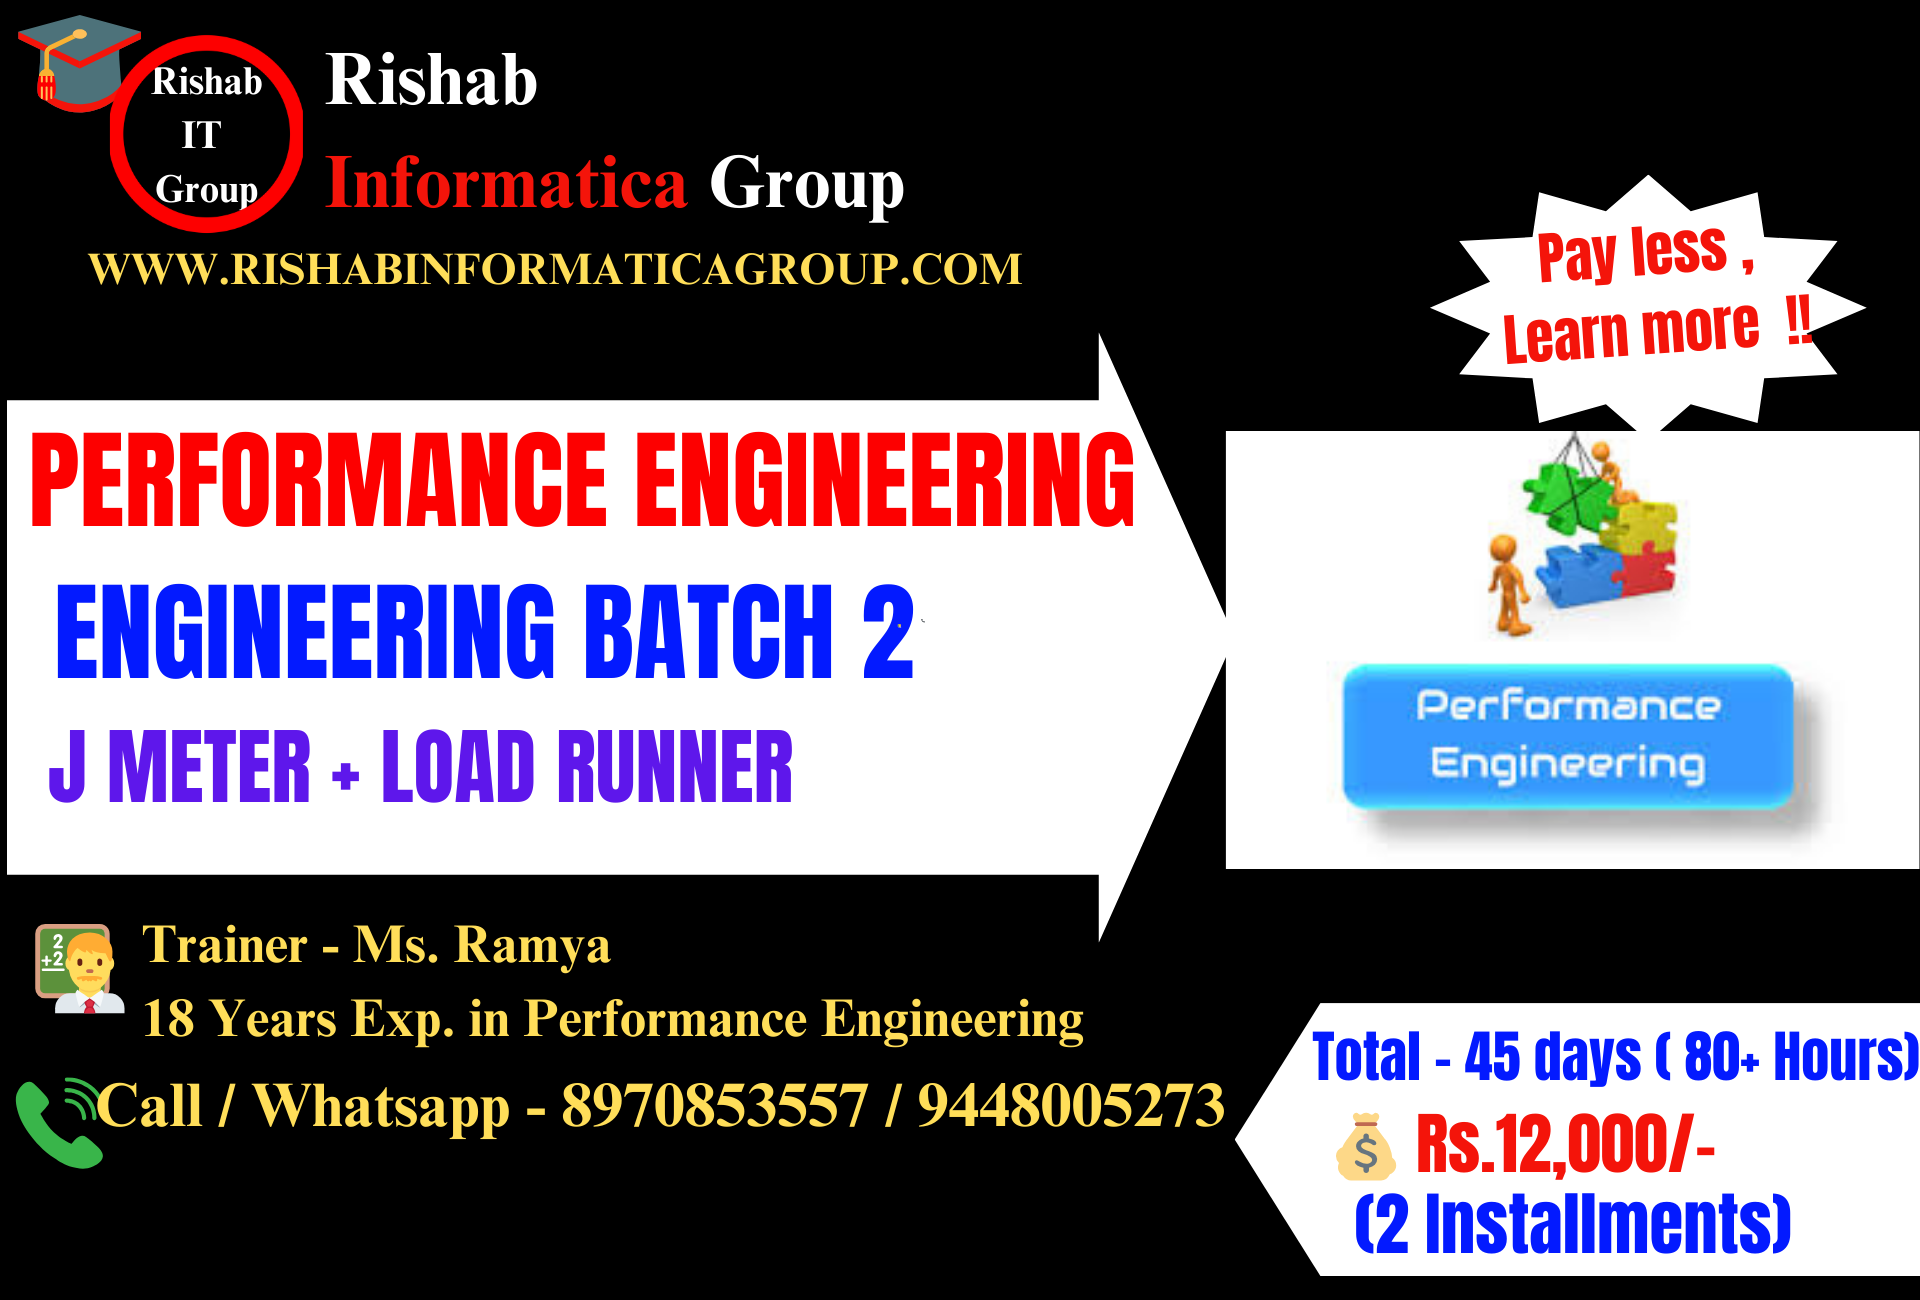 Rishab
IT
Group
Rishab
Informatica Group
WWW.RISHABINFORMATICAGROUP.COM
Pay less ,
Learn more !!
PERFORMANCE ENGINEERING
ENGINEERING BATCH 2
J METER + LOAD RUNNER
Performance
Engineering
2
+2
Trainer - Ms. Ramya
18 Years Exp. in Performance Engineering
Call / Whatsapp - 8970853557 / 9448005273
Total - 45 days ( 80+ Hours)
$ Rs.12,000/-
(2 Installments)